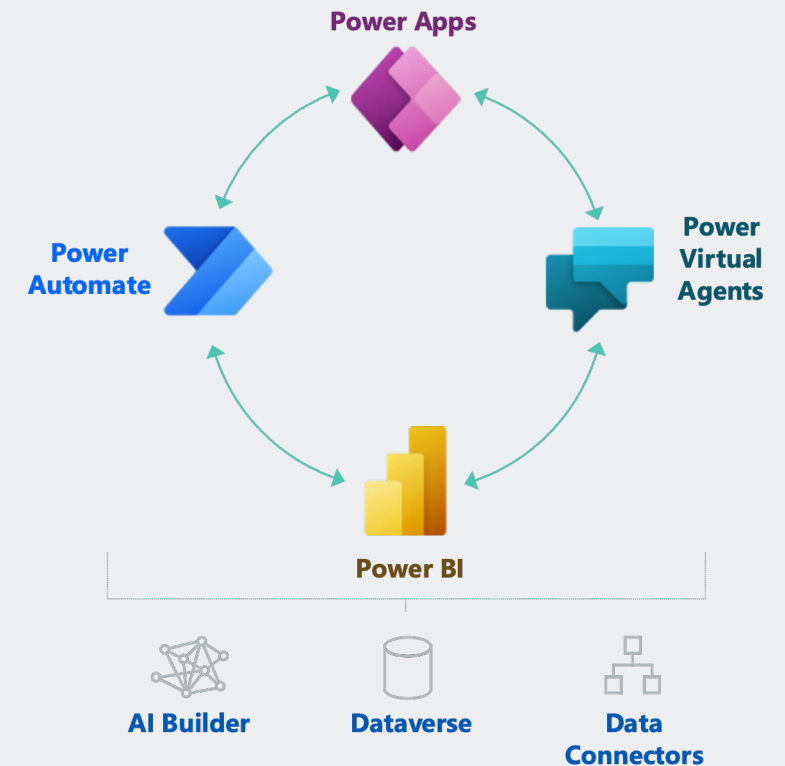 Power Apps
Power
Automate
Power
Virtual
Agents
Power BI
AI Builder
Dataverse
Data
Connectors